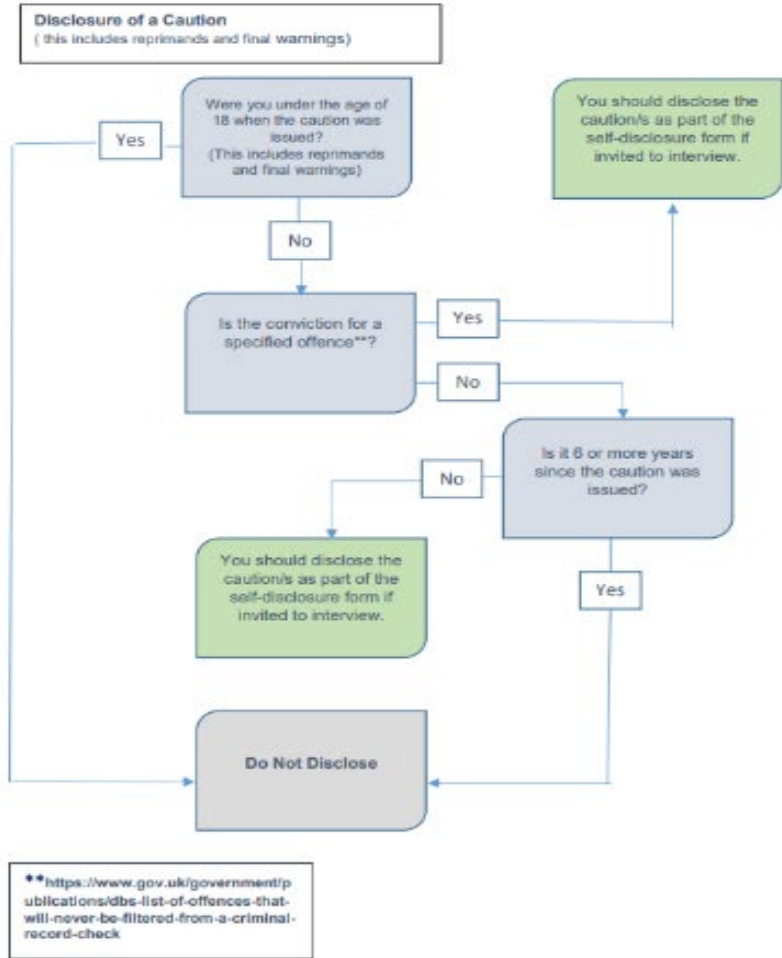 Disclosure of a Caution
( this includes reprimands and final warnings)
Were you under the age of
18 when the caution was
issued?
(This includes reprimands
and final warnings)
Yes
You should disclose the
caution/s as part of the
self-disclosure form if
invited to interview.
No
Is the conviction for a
specified offence**?
Yes
No
Is it 6 or more years
since the caution was
issued?
No
You should disclose the
caution/s as part of the
self-disclosure form if
invited to interview.
Yes
Do Not Disclose
**https://www.gov.uk/government/p
ublications/dbs-list-of-offences-that-
will-never-be-filtered-from-a-criminal-
record-check